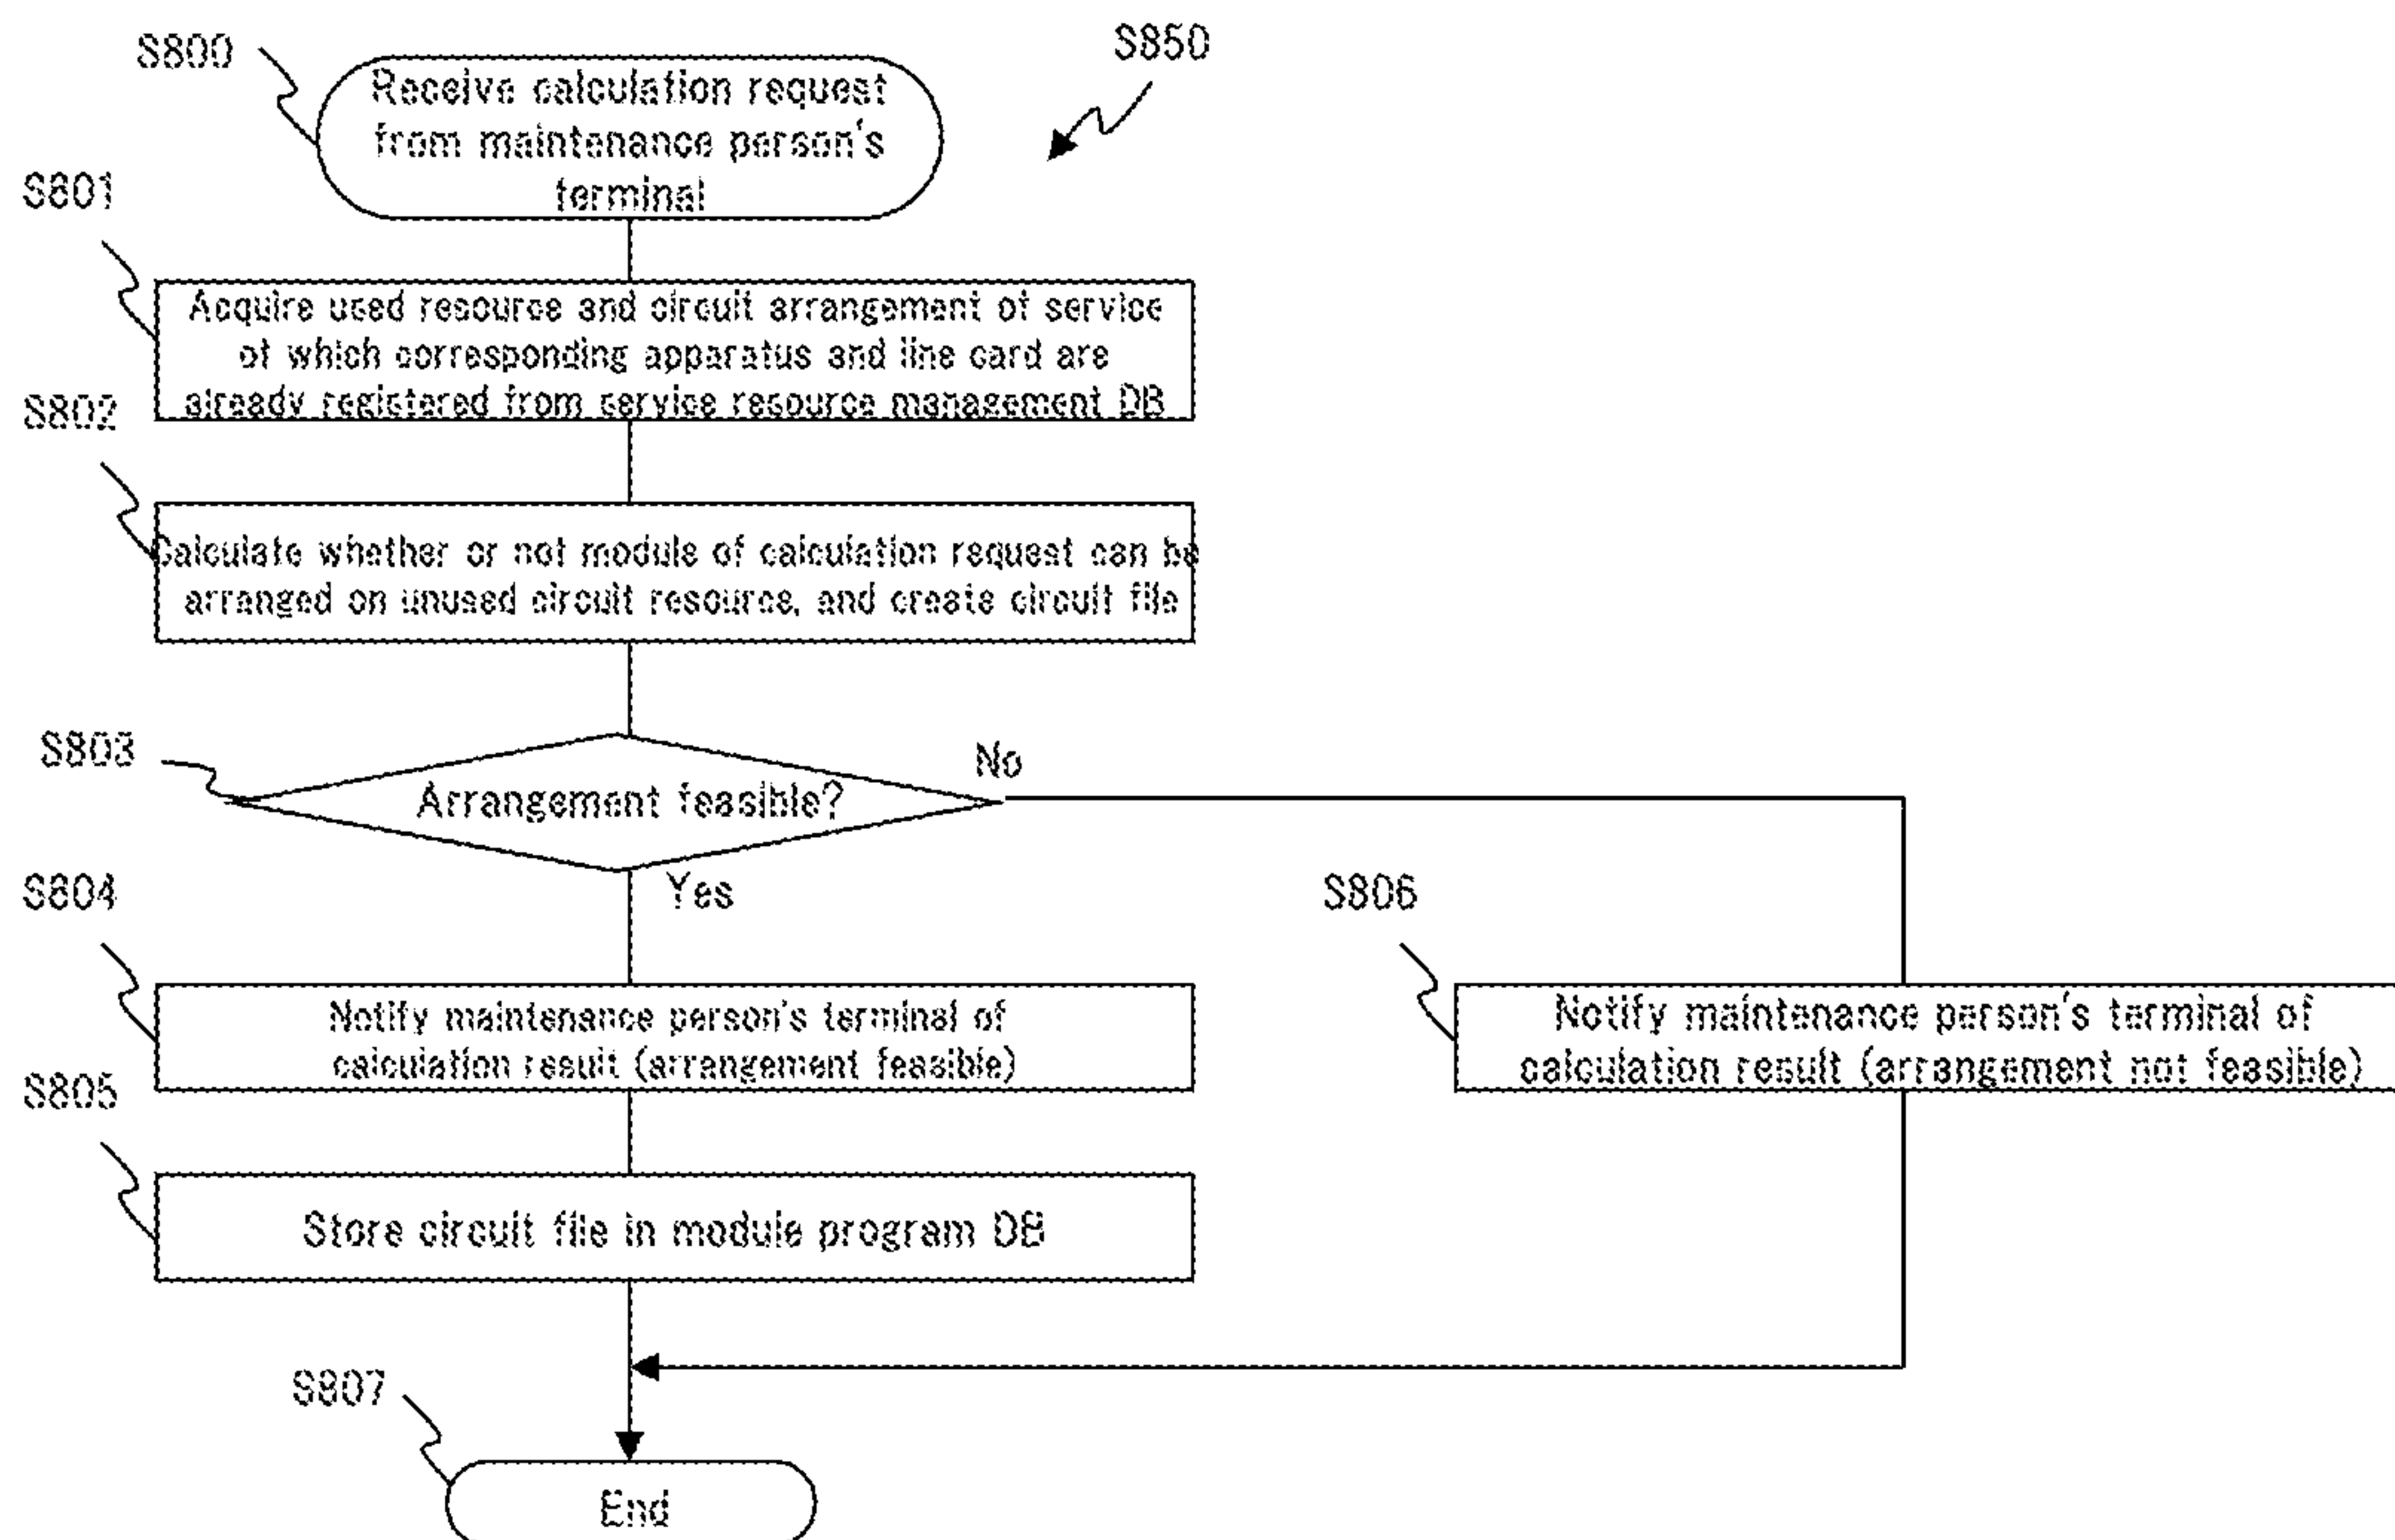 S800
S850
Receive calculation request
from maintenance person's
terminal
S801
Acquire used resource and circuit arrangement of service
of which corresponding apparatus and line card are
already registered from service resource management DB
S802
Calculate whether or not module of calculation request can be
arranged on unused circuit resource, and create circuit file
S803
Arrangement feasible?
No
Yes
S804
Notify maintenance person's terminal of
calculation result (arrangement feasible)
S806
Notify maintenance person's terminal of
calculation result (arrangement not feasible)
S805
Store circuit file in module program DB
S807
End